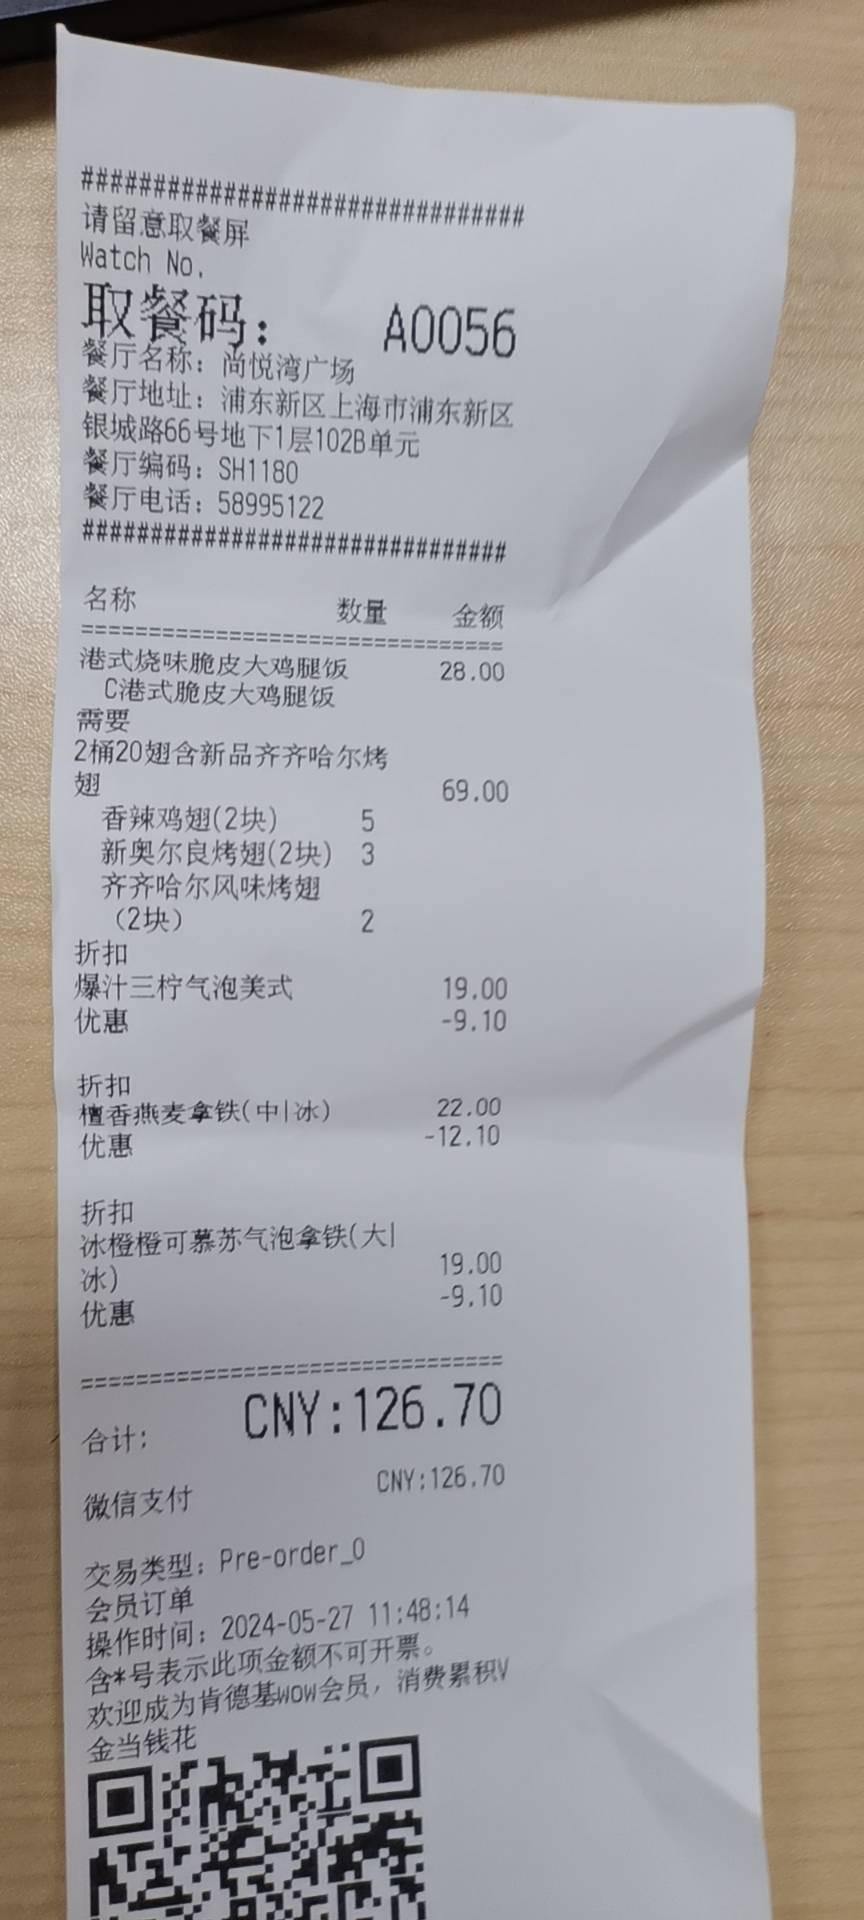 ###############################
请留意取餐屏
Watch No.
取餐码： A0056
餐厅名称：尚悦湾广场
餐厅地址：浦东新区上海市浦东新区
银城路66号地下1层102B单元
餐厅编码：SH1180
餐厅电话：58995122
###############################
名称 数量 金额
===============================
港式烧味脆皮大鸡腿饭 28.00
C港式脆皮大鸡腿饭
需要
2桶20翅含新品齐齐哈尔烤
翅 69.00
香辣鸡翅(2块) 5
新奥尔良烤翅(2块) 3
齐齐哈尔风味烤翅
（2块） 2
折扣
爆汁三柠气泡美式 19.00
优惠 -9.10
折扣
檀香燕麦拿铁(中|冰) 22.00
优惠 -12.10
折扣
冰橙橙可慕苏气泡拿铁(大|
冰) 19.00
优惠 -9.10
===============================
合计： CNY:126.70
微信支付 CNY:126.70
交易类型：Pre-order_0
会员订单
操作时间：2024-05-27 11:48:14
含*号表示此项金额不可开票。
欢迎成为肯德基WOW会员，消费累积V
金当钱花